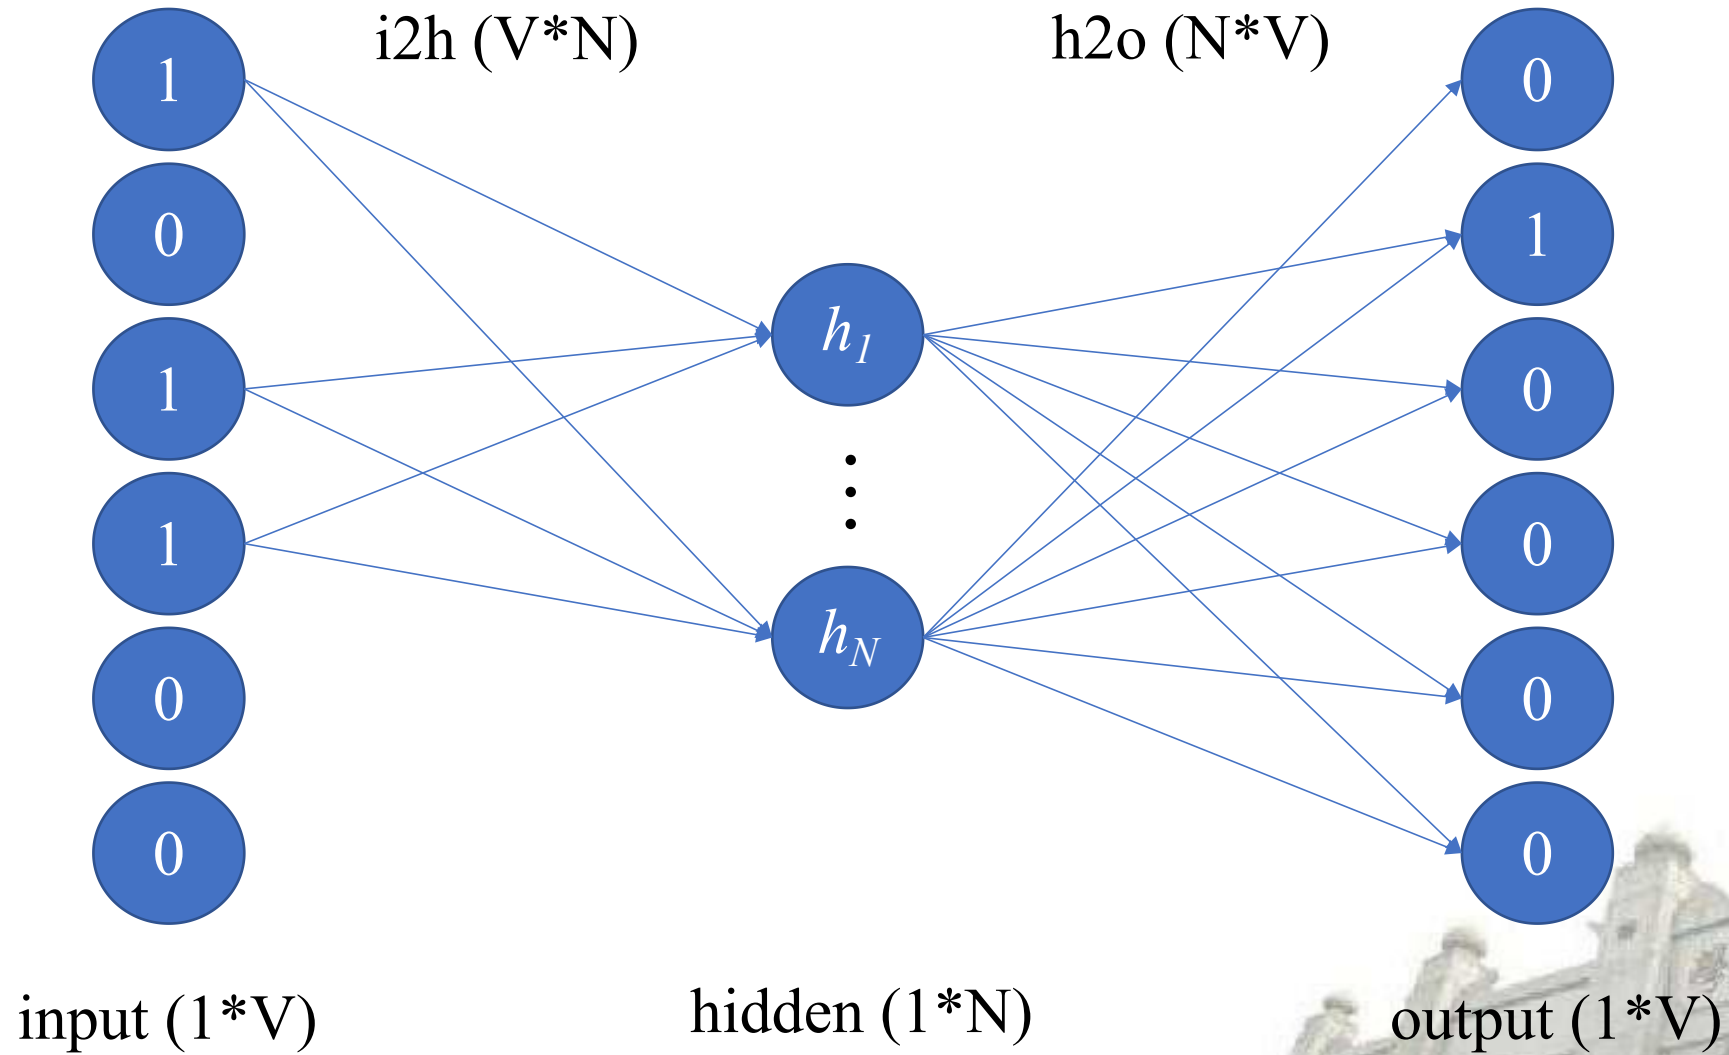 i2h (V*N)
h2o (N*V)
1
0
1
1
0
0
h1
⋮
hN
0
1
0
0
0
0
input (1*V)
hidden (1*N)
output (1*V)